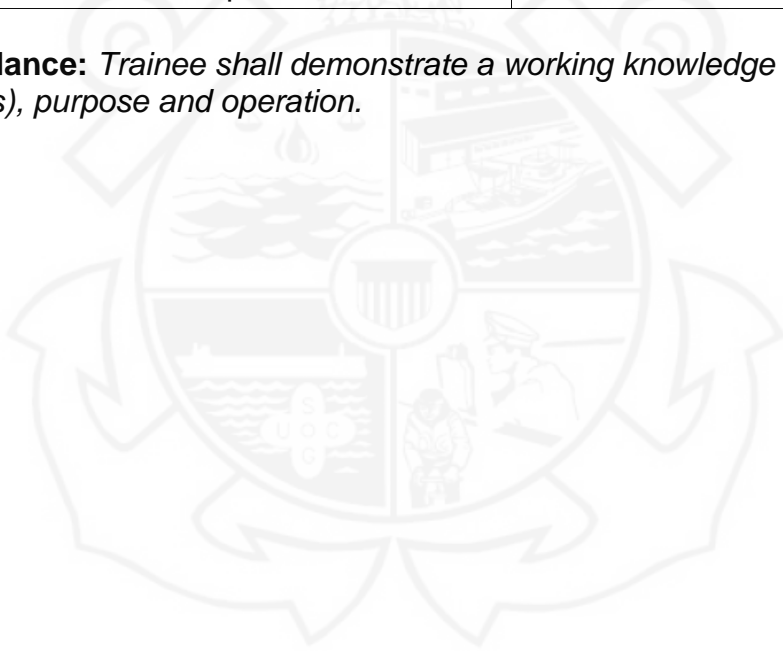 lance: Trainee shall demonstrate a working knowledge
s), purpose and operation.
S
U O C
G